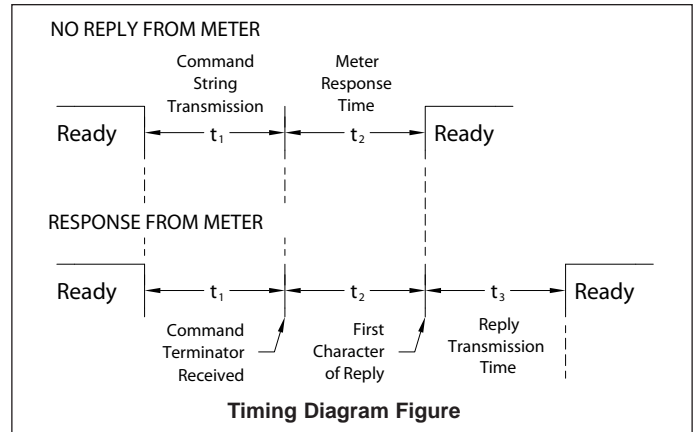 NO REPLY FROM METER
Command
String
Transmission
Meter
Response
Time
Ready
t₁
t₂
Ready
RESPONSE FROM METER
Ready
t₁
t₂
t₃
Ready
Command
Terminator
Received
First
Character
of Reply
Reply
Transmission
Time
Timing Diagram Figure